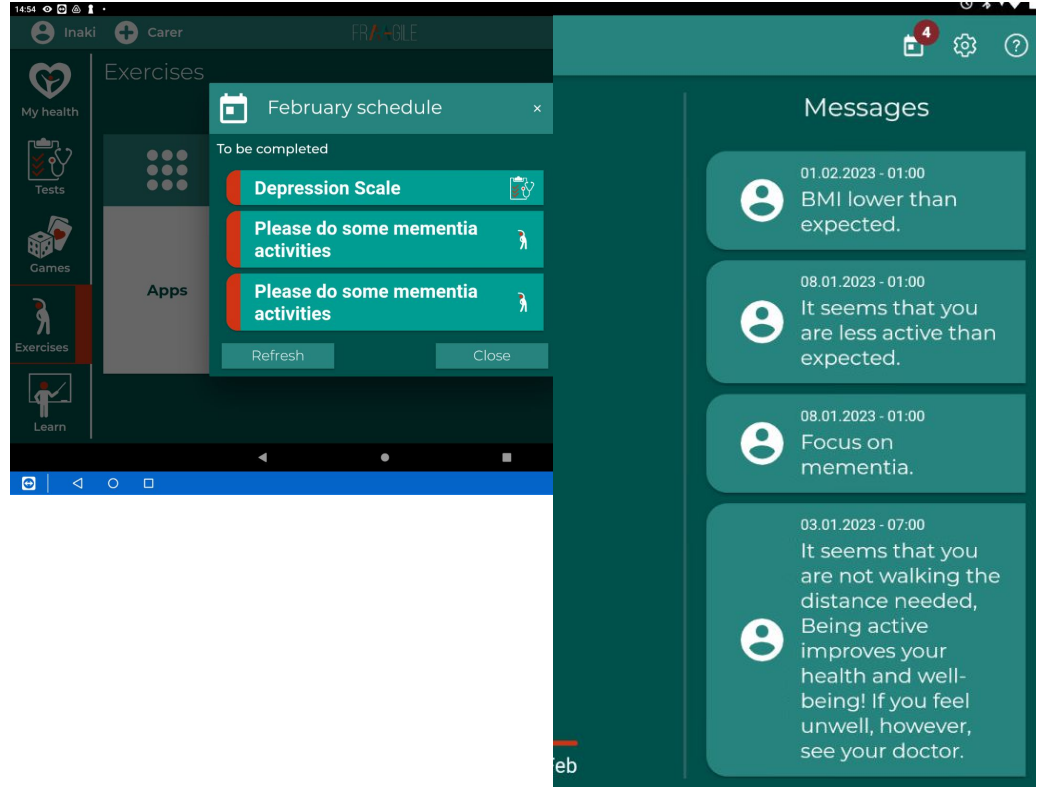 14:54
Inaki
Carer
Exercises
My health
Tests
Games
Exercises
Learn
Apps
February schedule
×
To be completed
Depression Scale
Please do some mementia
activities
Please do some mementia
activities
Refresh
Close
4
?
Messages
01.02.2023 - 01:00
BMI lower than
expected.
08.01.2023 - 01:00
It seems that you
are less active than
expected.
08.01.2023 - 01:00
Focus on
mementia.
03.01.2023 - 07:00
It seems that you
are not walking the
distance needed,
Being active
improves your
health and well-
being! If you feel
unwell, however,
see your doctor.
eb